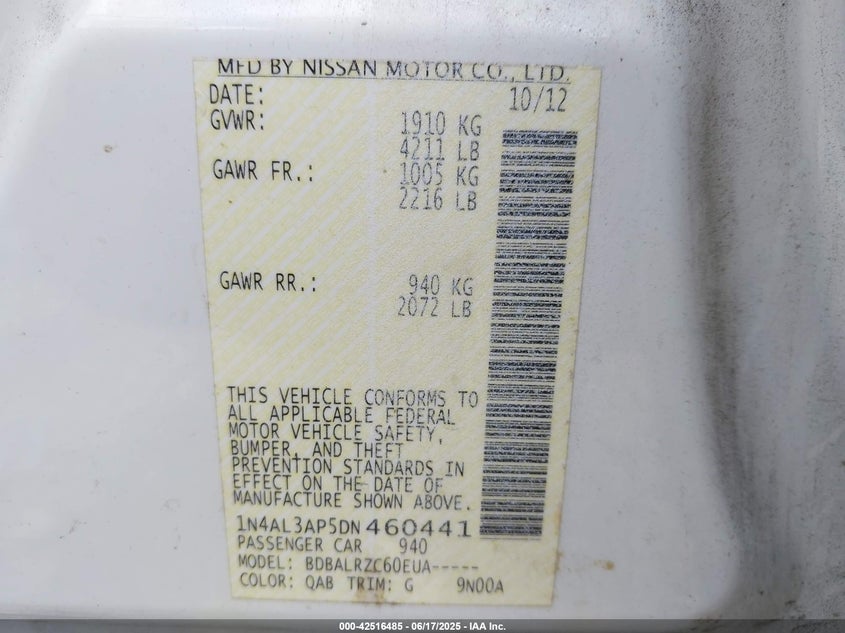 MFD BY NISSAN MOTOR CO., LTD.
DATE: 10/12
GVWR: 1910 KG
4211 LB
GAWR FR.: 1005 KG
2216 LB
GAWR RR.: 940 KG
2072 LB
THIS VEHICLE CONFORMS TO
ALL APPLICABLE FEDERAL
MOTOR VEHICLE SAFETY,
BUMPER, AND THEFT
PREVENTION STANDARDS IN
EFFECT ON THE DATE OF
MANUFACTURE SHOWN ABOVE.
1N4AL3AP5DN460441
PASSENGER CAR 940
MODEL: BDBALRZC60EUA-----
COLOR: QAB TRIM: G 9N00A
000-42516485 - 06/17/2025 - IAA Inc.